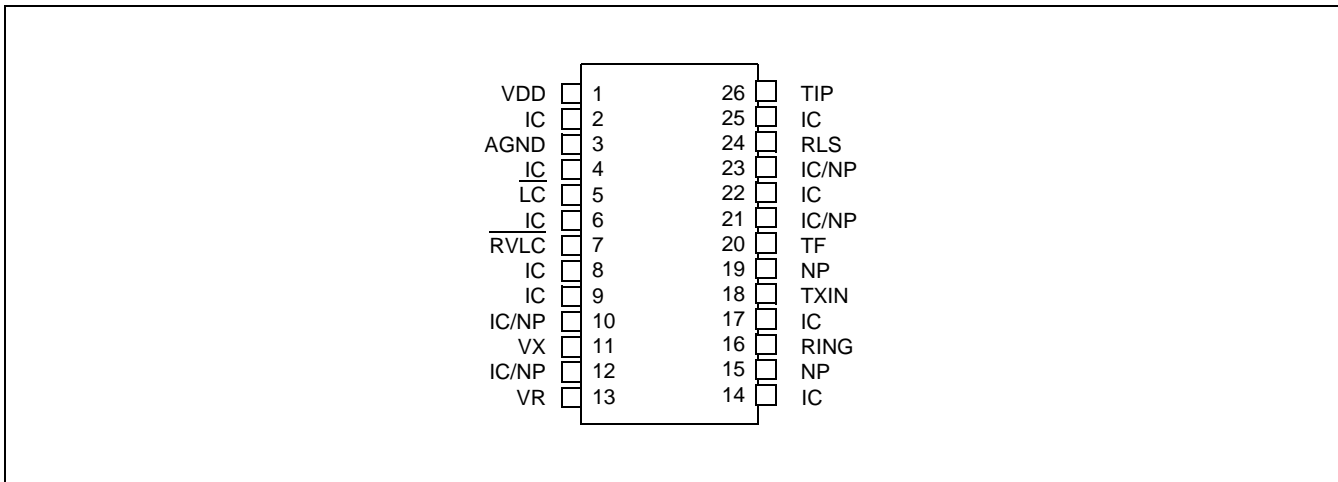 VDD 1 26 TIP
IC 2 25 IC
AGND 3 24 RLS
IC 4 23 IC/NP
L̅C̅ 5 22 IC
IC 6 21 IC/NP
R̅V̅L̅C̅ 7 20 TF
IC 8 19 NP
IC 9 18 TXIN
IC/NP 10 17 IC
VX 11 16 RING
IC/NP 12 15 NP
VR 13 14 IC